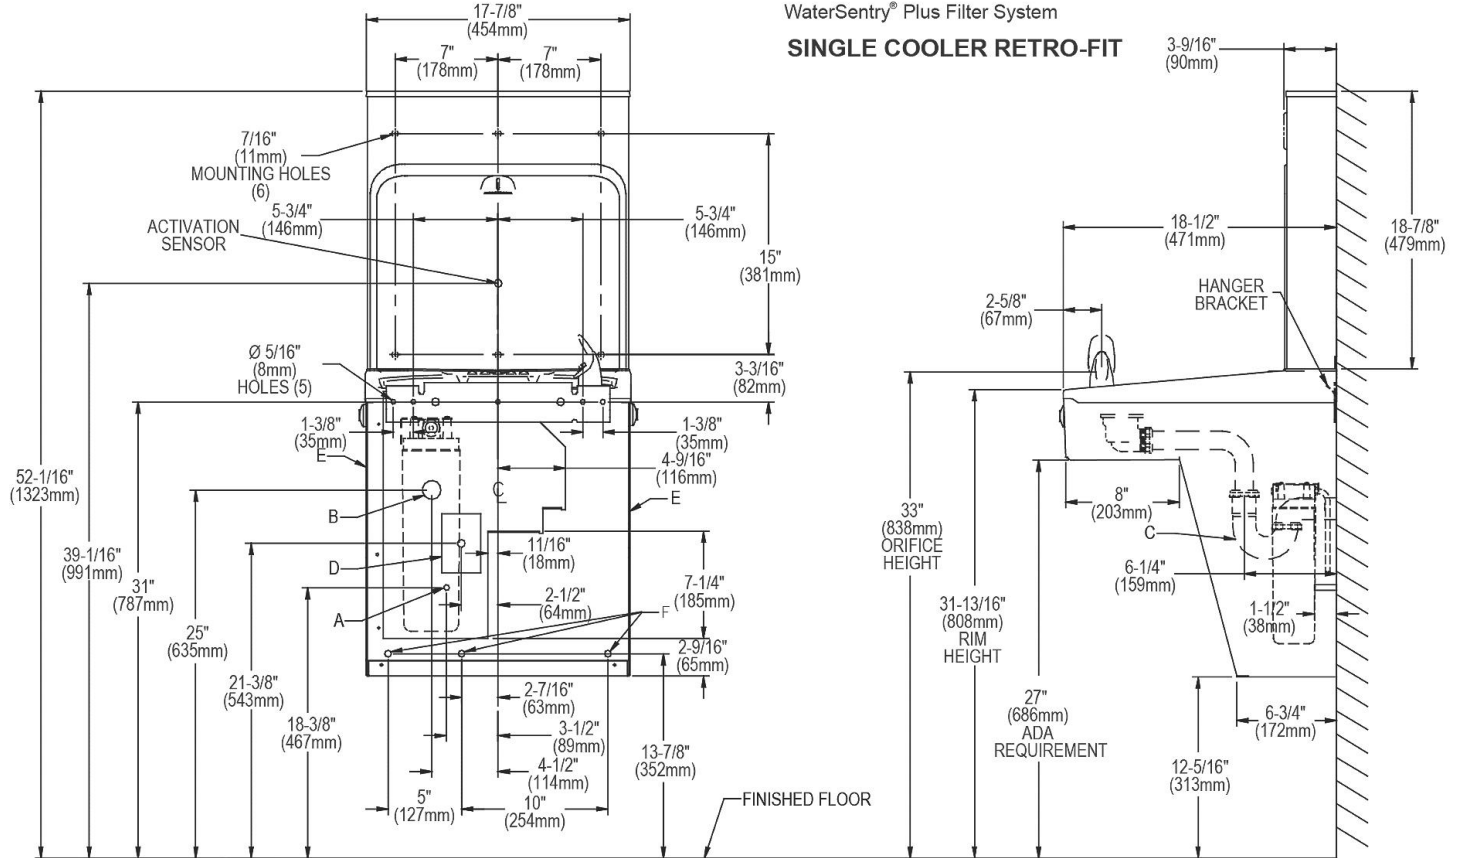 WaterSentry® Plus Filter System
SINGLE COOLER RETRO-FIT
17-7/8"
(454mm)
7"
(178mm)
7"
(178mm)
3-9/16"
(90mm)
7/16"
(11mm)
MOUNTING HOLES
(6)
5-3/4"
(146mm)
5-3/4"
(146mm)
ACTIVATION
SENSOR
15"
(381mm)
18-1/2"
(471mm)
18-7/8"
(479mm)
HANGER
BRACKET
2-5/8"
(67mm)
Ø 5/16"
(8mm)
HOLES (5)
3-3/16"
(82mm)
1-3/8"
(35mm)
E
1-3/8"
(35mm)
4-9/16"
(116mm)
52-1/16"
(1323mm)
C
E
B
8"
(203mm)
33"
(838mm)
ORIFICE
HEIGHT
C
39-1/16"
(991mm)
11/16"
(18mm)
D
6-1/4"
(159mm)
31"
(787mm)
7-1/4"
(185mm)
2-1/2"
(64mm)
F
A
31-13/16"
(808mm)
RIM
HEIGHT
1-1/2"
(38mm)
25"
(635mm)
2-9/16"
(65mm)
21-3/8"
(543mm)
2-7/16"
(63mm)
27"
(686mm)
ADA
REQUIREMENT
6-3/4"
(172mm)
18-3/8"
(467mm)
3-1/2"
(89mm)
13-7/8"
(352mm)
4-1/2"
(114mm)
12-5/16"
(313mm)
5"
(127mm)
10"
(254mm)
FINISHED FLOOR